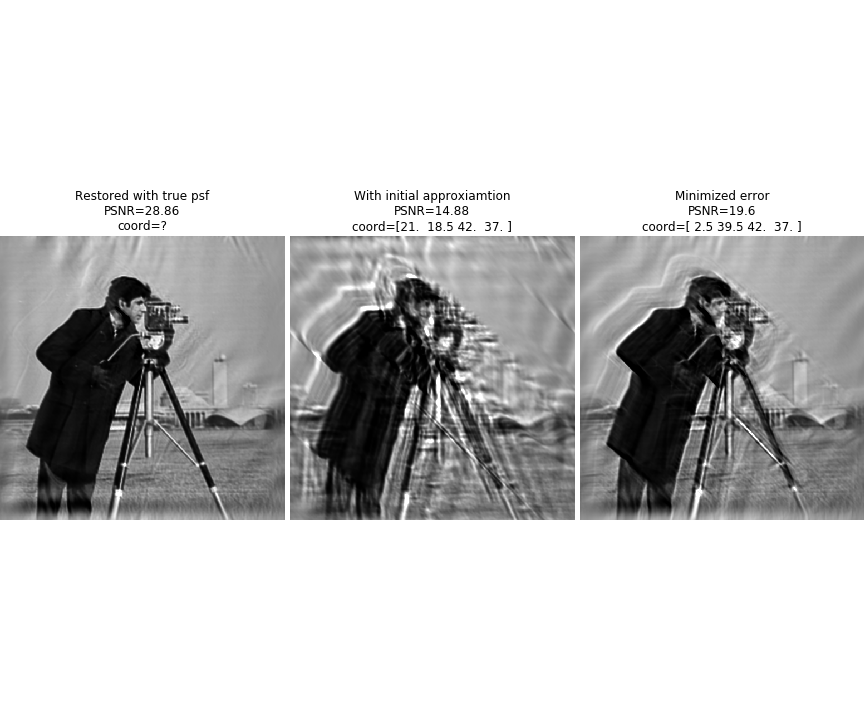 Restored with true psf
PSNR=28.86
coord=?
With initial approxiamtion
PSNR=14.88
coord=[21.  18.5 42.  37. ]
Minimized error
PSNR=19.6
coord=[ 2.5 39.5 42.  37. ]